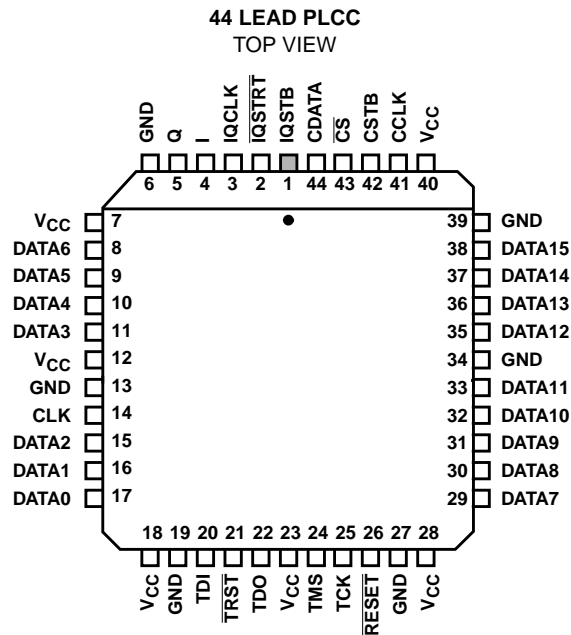 44 LEAD PLCC
TOP VIEW
GND Q I IQCLK I̅Q̅S̅T̅R̅T̅ IQSTB CDATA C̅S̅ CSTB CCLK VCC
6 5 4 3 2 1 44 43 42 41 40
VCC 7 39 GND
DATA6 8 38 DATA15
DATA5 9 37 DATA14
DATA4 10 36 DATA13
DATA3 11 35 DATA12
VCC 12 34 GND
GND 13 33 DATA11
CLK 14 32 DATA10
DATA2 15 31 DATA9
DATA1 16 30 DATA8
DATA0 17 29 DATA7
18 19 20 21 22 23 24 25 26 27 28
VCC GND TDI T̅R̅S̅T̅ TDO VCC TMS TCK R̅E̅S̅E̅T̅ GND VCC